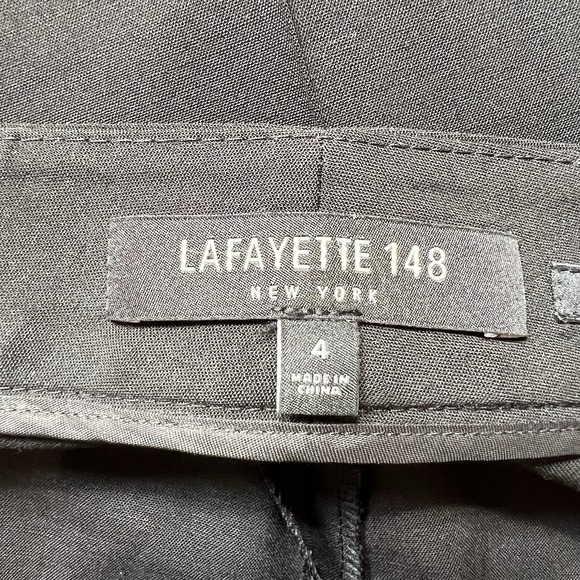 LAFAYETTE 148
NEW YORK
4
MADE IN
CHINA